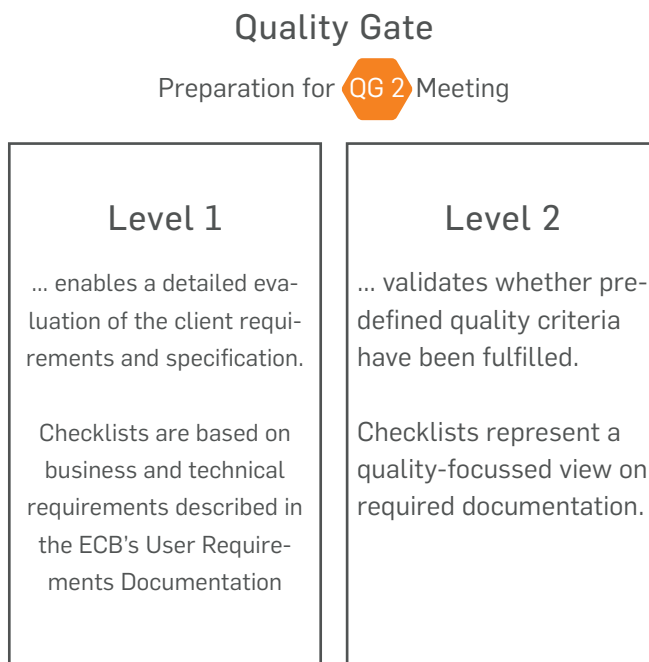 Quality Gate
Preparation for QG 2 Meeting
Level 1
... enables a detailed eva-
luation of the client requi-
rements and specification.
Checklists are based on
business and technical
requirements described in
the ECB's User Require-
ments Documentation
Level 2
... validates whether pre-
defined quality criteria
have been fulfilled.
Checklists represent a
quality-focussed view on
required documentation.